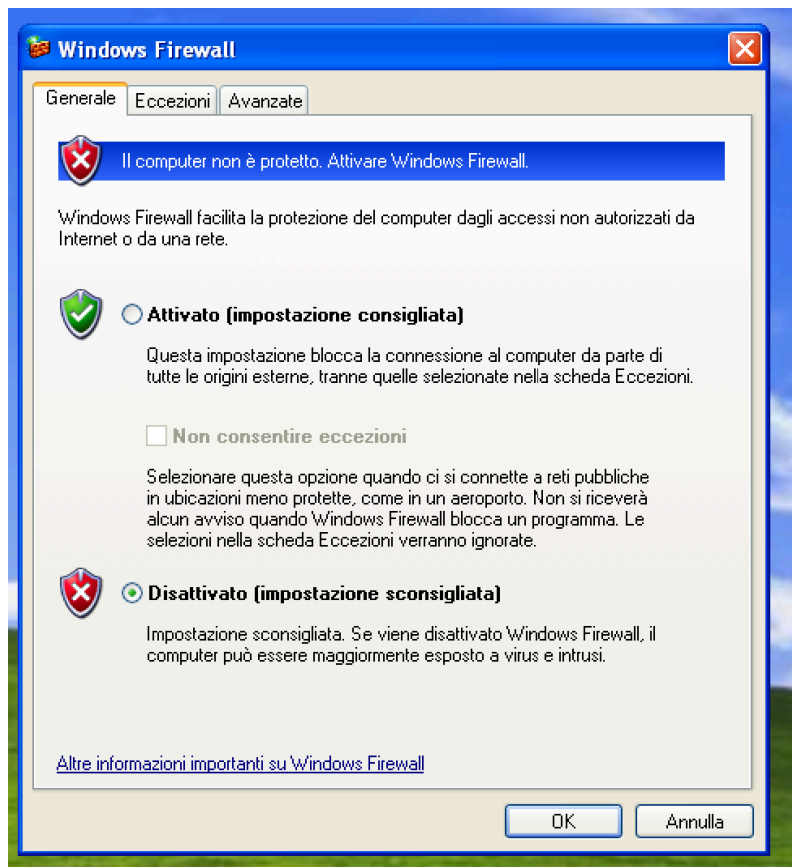 Windows Firewall
Generale Eccezioni Avanzate
Il computer non è protetto. Attivare Windows Firewall.
Windows Firewall facilita la protezione del computer dagli accessi non autorizzati da
Internet o da una rete.
Attivato (impostazione consigliata)
Questa impostazione blocca la connessione al computer da parte di
tutte le origini esterne, tranne quelle selezionate nella scheda Eccezioni.
Non consentire eccezioni
Selezionare questa opzione quando ci si connette a reti pubbliche
in ubicazioni meno protette, come in un aeroporto. Non si riceverà
alcun avviso quando Windows Firewall blocca un programma. Le
selezioni nella scheda Eccezioni verranno ignorate.
Disattivato (impostazione sconsigliata)
Impostazione sconsigliata. Se viene disattivato Windows Firewall, il
computer può essere maggiormente esposto a virus e intrusi.
Altre informazioni importanti su Windows Firewall
OK Annulla